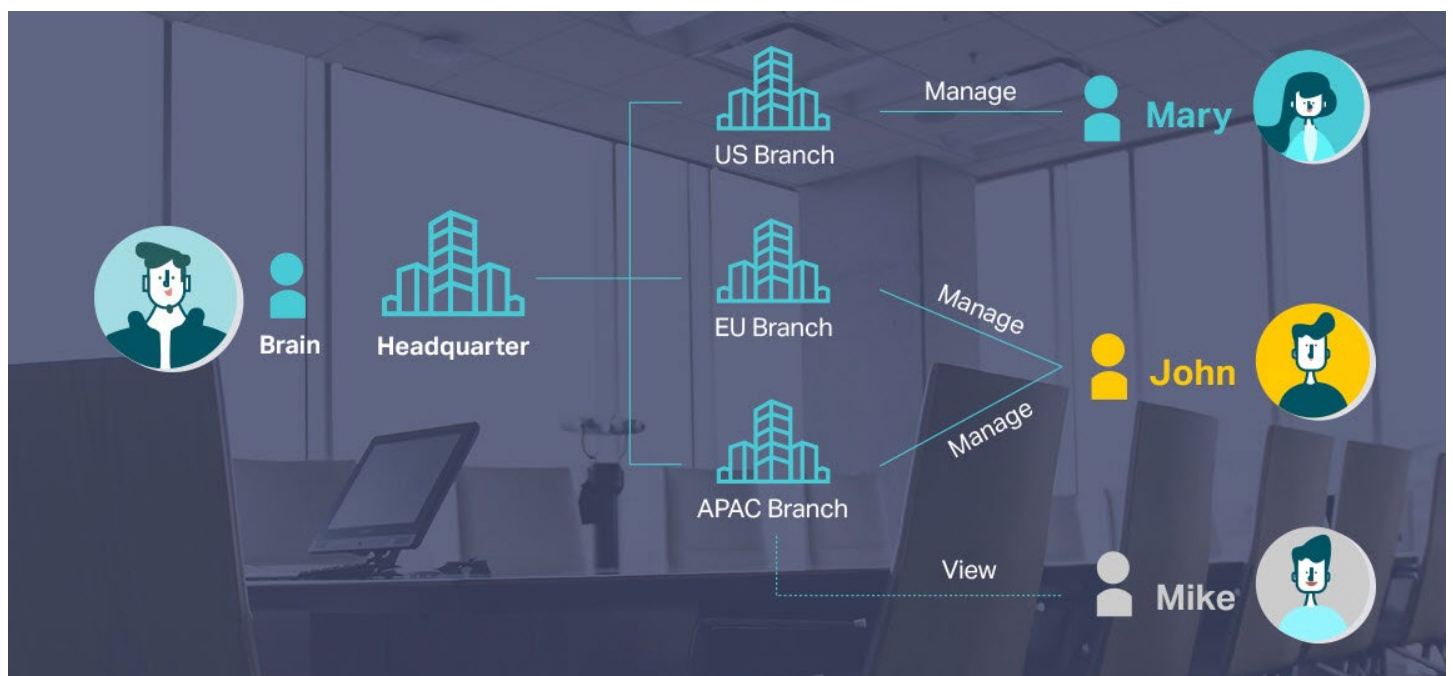 Manage
Mary
US Branch
Brain
Headquarter
EU Branch
Manage
John
Manage
APAC Branch
View
Mike